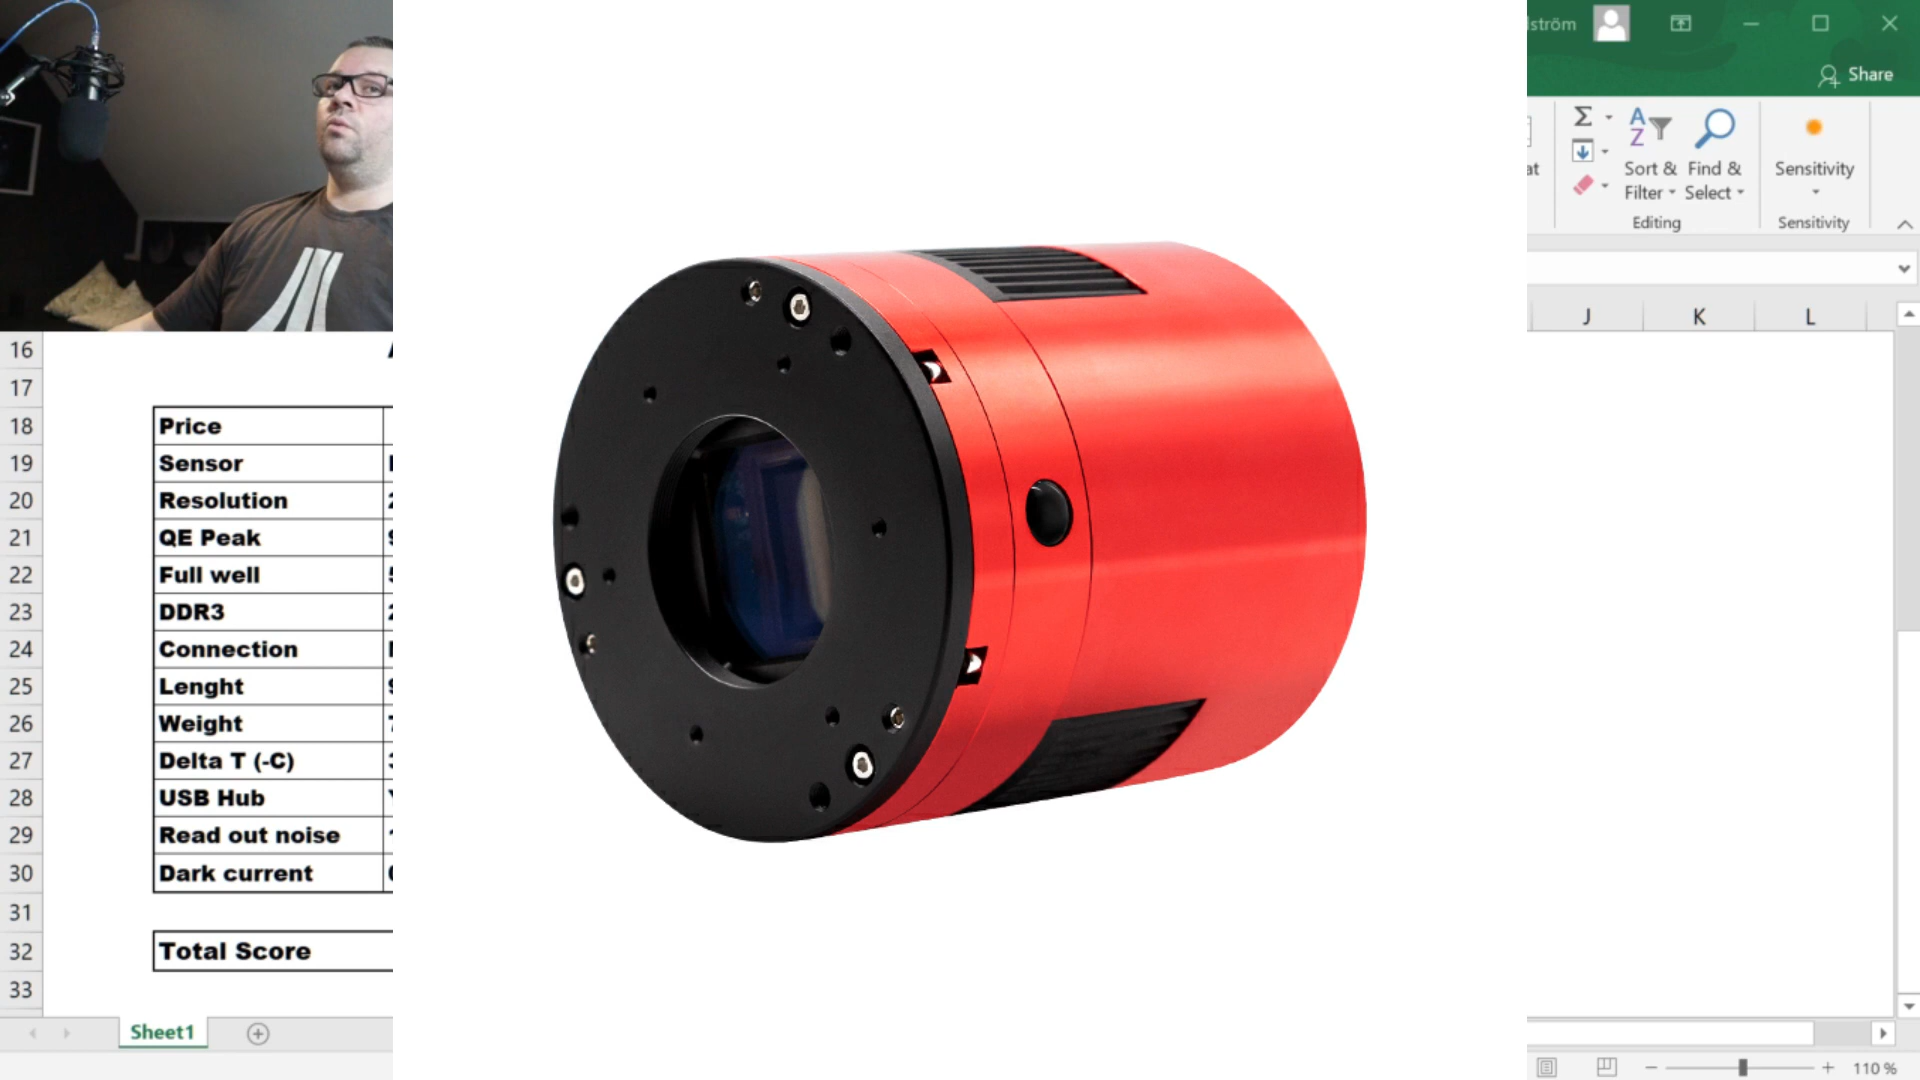 lström
Share
Σ
A
Z
at
Sort &
Filter
Find &
Select
Sensitivity
Editing
Sensitivity
J K L
16
17
18 Price
19 Sensor
20 Resolution
21 QE Peak
22 Full well
23 DDR3
24 Connection
25 Lenght
26 Weight
27 Delta T (-C)
28 USB Hub
29 Read out noise
30 Dark current
31
32 Total Score
33
Sheet1
110 %